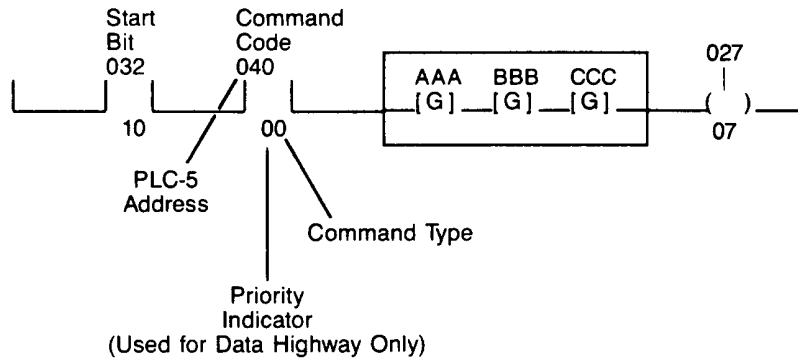 Start Bit 032
Command Code 040
10
00
AAA BBB CCC
[G] [G] [G]
027
( )
07
PLC-5
Address
Command Type
Priority
Indicator
(Used for Data Highway Only)